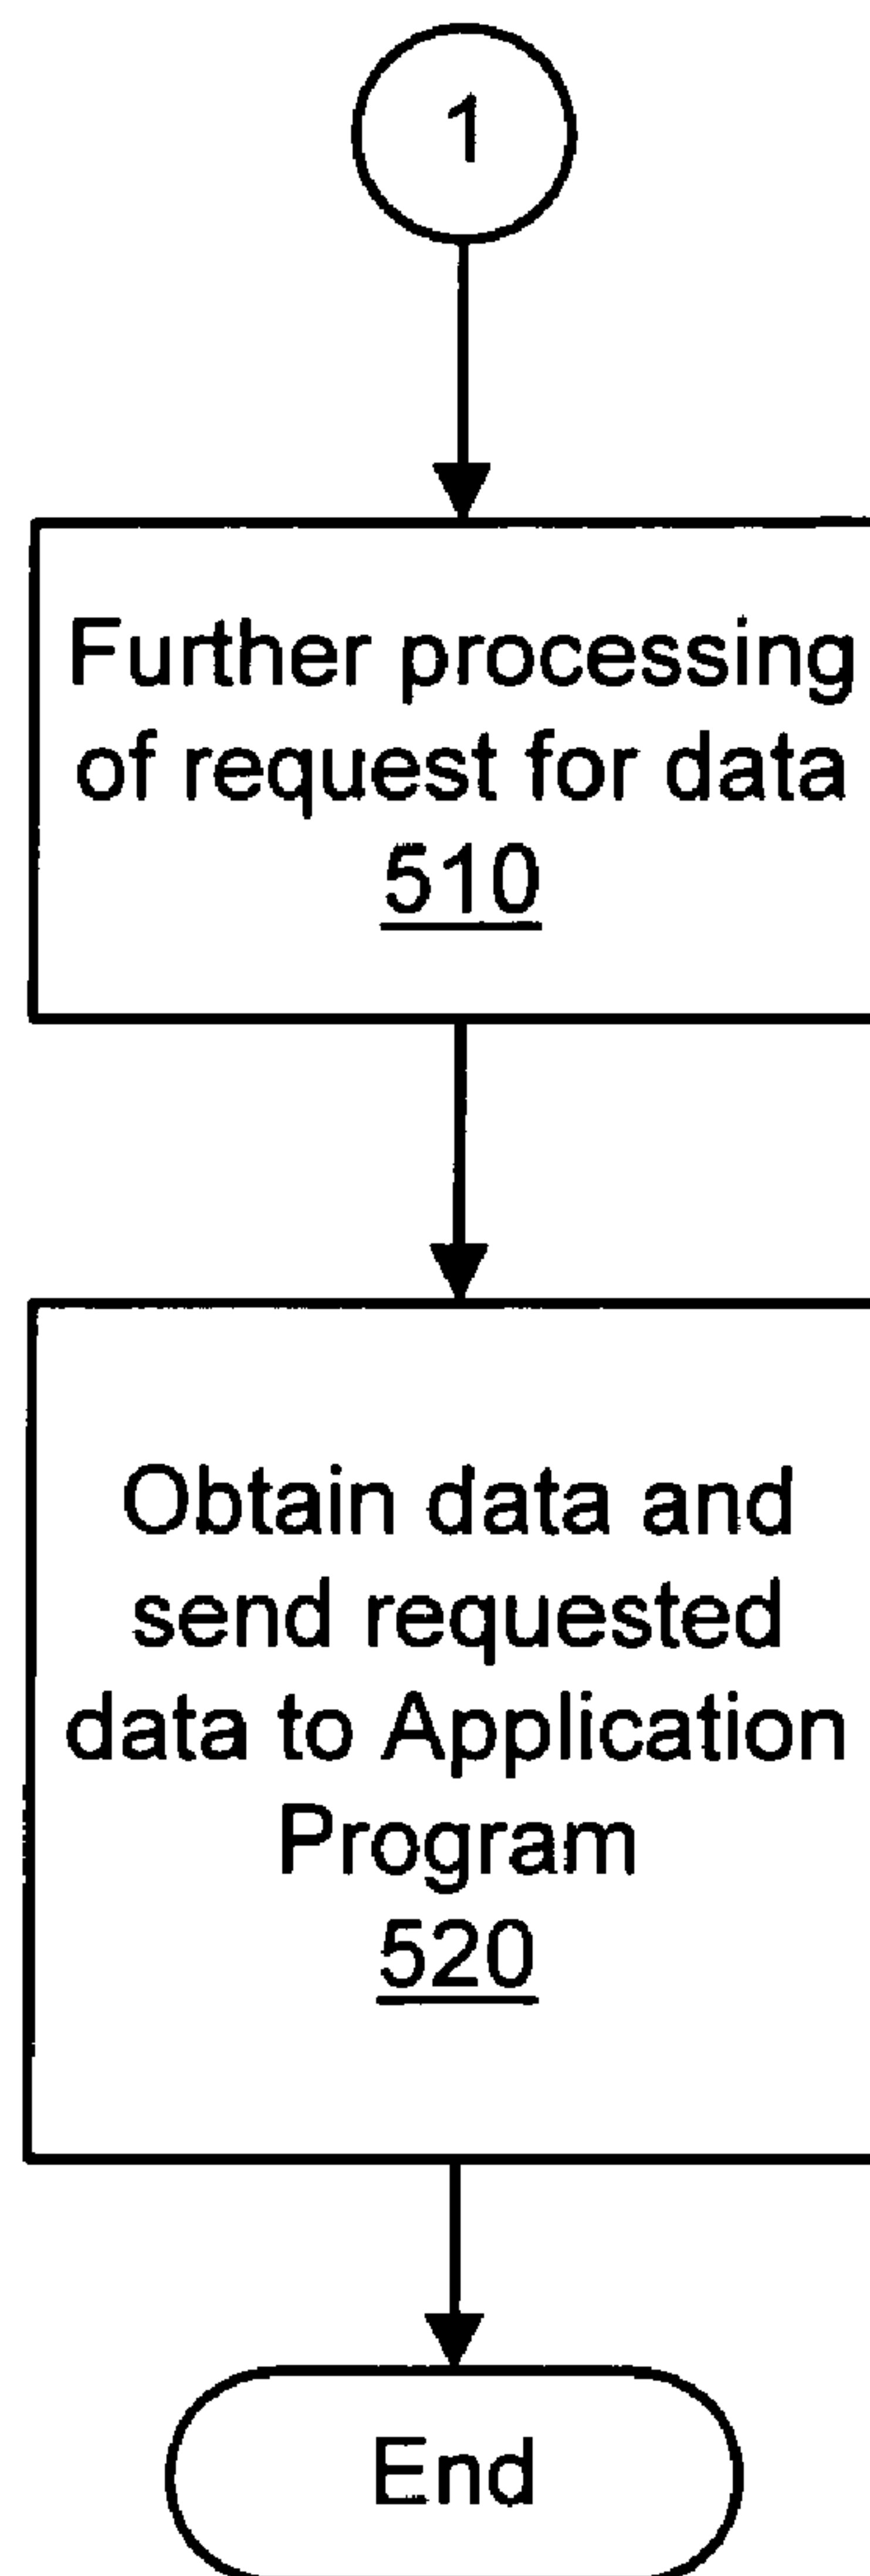 1
Further processing
of request for data
510
Obtain data and
send requested
data to Application
Program
520
End